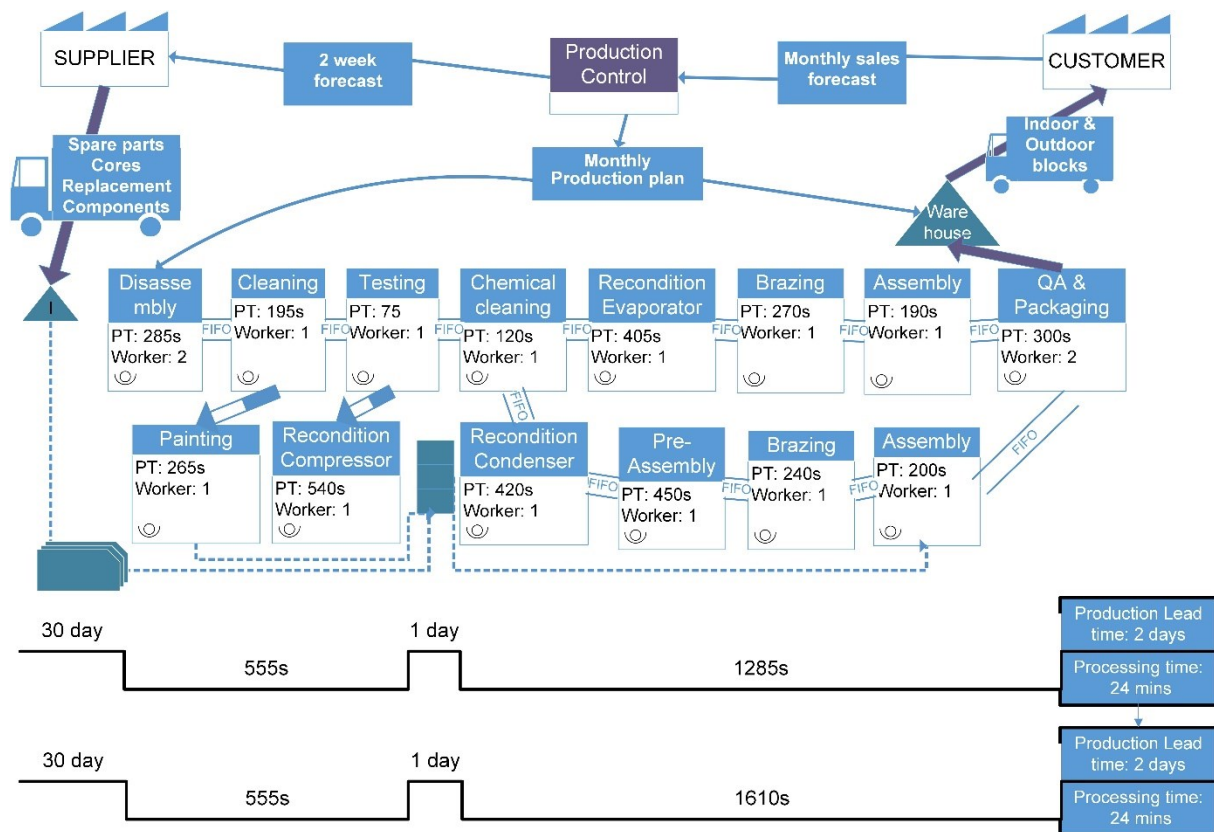 SUPPLIER
2 week
forecast
Production
Control
Monthly sales
forecast
CUSTOMER
Spare parts
Cores
Replacement
Components
Monthly
Production plan
Indoor &
Outdoor
blocks
Ware
house
I
Disasse
mbly
PT: 285s
Worker: 2
FIFO
Cleaning
PT: 195s
Worker: 1
FIFO
Testing
PT: 75
Worker: 1
FIFO
Chemical
cleaning
PT: 120s
Worker: 1
FIFO
Recondition
Evaporator
PT: 405s
Worker: 1
FIFO
Brazing
PT: 270s
Worker: 1
FIFO
Assembly
PT: 190s
Worker: 1
FIFO
QA &
Packaging
PT: 300s
Worker: 2
FIFO
Painting
PT: 265s
Worker: 1
Recondition
Compressor
PT: 540s
Worker: 1
Recondition
Condenser
PT: 420s
Worker: 1
FIFO
Pre-
Assembly
PT: 450s
Worker: 1
FIFO
Brazing
PT: 240s
Worker: 1
FIFO
Assembly
PT: 200s
Worker: 1
FIFO
30 day
555s
1 day
1285s
Production Lead
time: 2 days
Processing time:
24 mins
30 day
555s
1 day
1610s
Production Lead
time: 2 days
Processing time:
24 mins